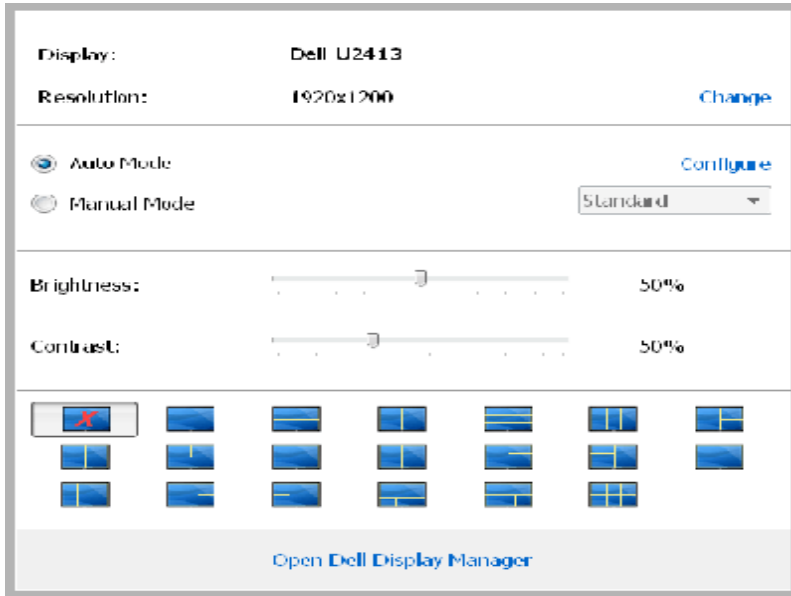 Display: Dell U2413
Resolution: 1920x1200 Change
Auto Mode Configure
Manual Mode Standard
Brightness: 50%
Contrast: 50%
Open Dell Display Manager